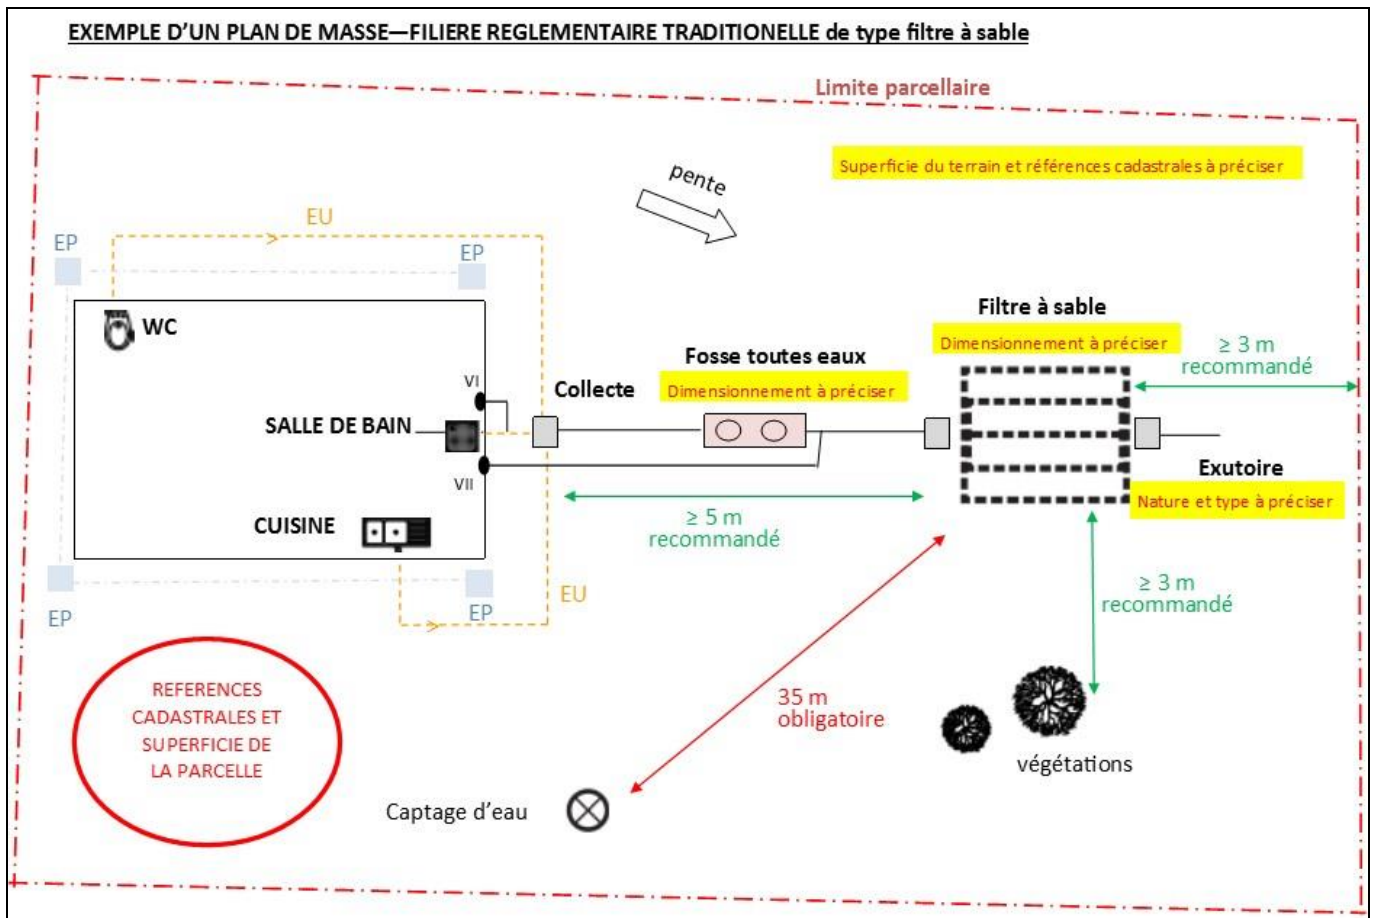 EXEMPLE D'UN PLAN DE MASSE—FILIERE REGLEMENTAIRE TRADITIONELLE de type filtre à sable
Limite parcellaire
Superficie du terrain et références cadastrales à préciser
pente
EU
EP
EP
WC
Filtre à sable
Dimensionnement à préciser
≥ 3 m
recommandé
Fosse toutes eaux
Dimensionnement à préciser
VI
Collecte
SALLE DE BAIN
VII
Exutoire
Nature et type à préciser
≥ 5 m
recommandé
CUISINE
≥ 3 m
recommandé
EU
EP
EP
REFERENCES
CADASTRALES ET
SUPERFICIE DE
LA PARCELLE
35 m
obligatoire
végétations
Captage d'eau